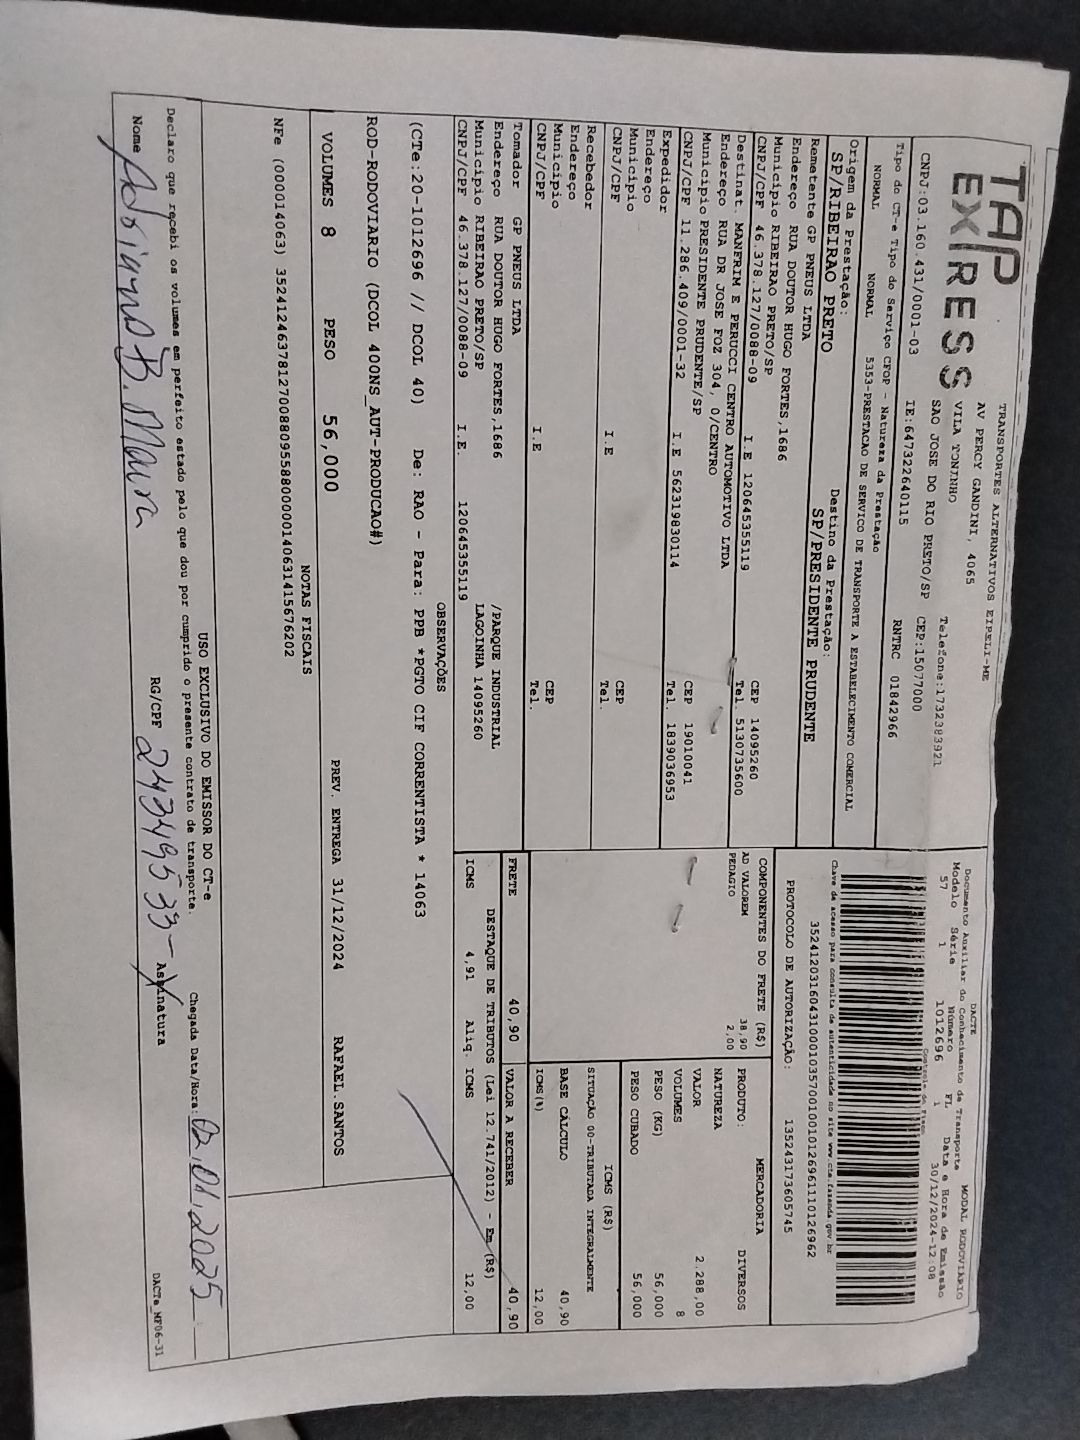 TAP
EX/RESS
TRANSPORTES ALTERNATIVOS EIRELI-ME
AV PERCY GANDINI, 4065
VILA TONINHO
SAO JOSE DO RIO PRETO/SP
Telefone:1732383921
CEP:15077000
CNPJ:03.160.431/0001-03 IE:647322640115 RNTRC 01842966
DACTE MODAL RODOVIÁRIO
Documento Auxiliar do Conhecimento de Transporte
Modelo Série Número FL Data e Hora de Emissão
57 1 1012696 1 30/12/2024-12:08
Controle do Fisco
Chave de acesso para consulta de autenticidade no site www.cte.fazenda.gov.br
35241203160431000103570010010126961110126962
PROTOCOLO DE AUTORIZAÇÃO: 135243173605745
Tipo do CT-e Tipo do Serviço CFOP - Natureza da Prestação
NORMAL NORMAL 5353-PRESTACAO DE SERVICO DE TRANSPORTE A ESTABELECIMENTO COMERCIAL
Origem da Prestação: Destino da Prestação:
SP/RIBEIRAO PRETO SP/PRESIDENTE PRUDENTE
Remetente GP PNEUS LTDA
Endereço RUA DOUTOR HUGO FORTES,1686
Município RIBEIRAO PRETO/SP CEP 14095260
CNPJ/CPF 46.378.127/0088-09 I.E 120645355119 Tel. 5130735600
Destinat. MANFRIM E PERUCCI CENTRO AUTOMOTIVO LTDA
Endereço RUA DR JOSE FOZ 304, 0/CENTRO
Município PRESIDENTE PRUDENTE/SP CEP 19010041
CNPJ/CPF 11.286.409/0001-32 I.E 562319830114 Tel. 1839036953
Expedidor
Endereço
Município CEP
CNPJ/CPF I.E Tel.
Recebedor
Endereço
Município CEP
CNPJ/CPF I.E Tel.
Tomador GP PNEUS LTDA
Endereço RUA DOUTOR HUGO FORTES,1686 /PARQUE INDUSTRIAL
Município RIBEIRAO PRETO/SP LAGOINHA 14095260
CNPJ/CPF 46.378.127/0088-09 I.E. 120645355119
COMPONENTES DO FRETE (R$)
AD VALOREM 38,90
PEDAGIO 2,00
FRETE 40,90
MERCADORIA
PRODUTO: DIVERSOS
NATUREZA
VALOR 2.288,00
VOLUMES 8
PESO (KG) 56,000
PESO CUBADO 56,000
ICMS (R$)
SITUAÇÃO 00-TRIBUTADA INTEGRALMENTE
BASE CÁLCULO 40,90
ICMS(%) 12,00
VALOR A RECEBER 40,90
DESTAQUE DE TRIBUTOS (Lei 12.741/2012) - Em (R$)
ICMS 4,91 Aliq. ICMS 12,00
OBSERVAÇÕES
(CTe:20-1012696 // DCOL 40) De: RAO - Para: PPB *PGTO CIF CORRENTISTA * 14063
ROD-RODOVIARIO (DCOL 400NS_AUT-PRODUCAO#)
VOLUMES 8 PESO 56,000 PREV. ENTREGA 31/12/2024 RAFAEL.SANTOS
NOTAS FISCAIS
NFe (000014063) 35241246378127008809558000000140631415676202
USO EXCLUSIVO DO EMISSOR DO CT-e
Declaro que recebi os volumes em perfeito estado pelo que dou por cumprido o presente contrato de transporte. Chegada Data/Hora: 02.01.2025
Nome Adriano B. Moura RG/CPF 24349533-X Assinatura
DACTe_MF06-31